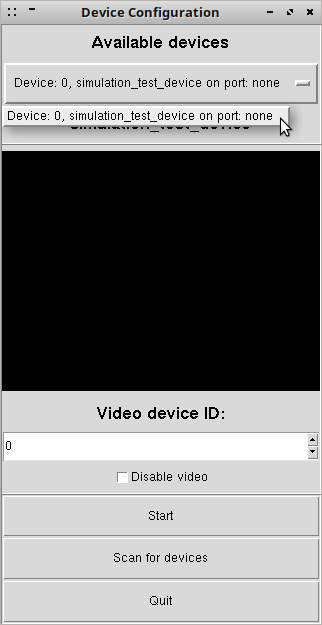 Device Configuration
Available devices
Device: 0, simulation_test_device on port: none
Device: 0, simulation_test_device on port: none
simulation_test_device
Video device ID:
0
Disable video
Start
Scan for devices
Quit